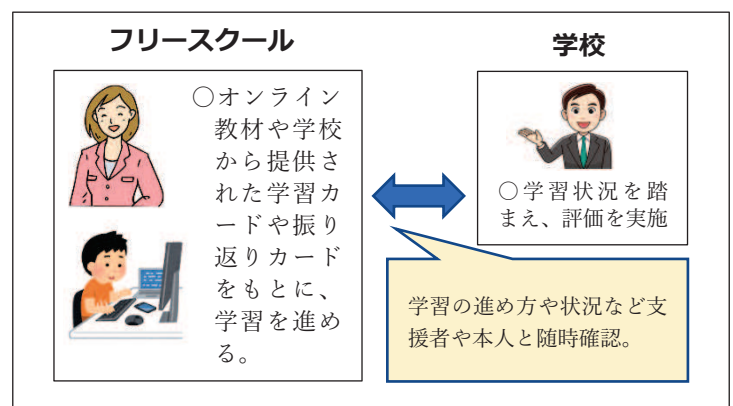 フリースクール
○オンライン
教材や学校
から提供さ
れた学習カ
ードや振り
返りカード
をもとに、
学習を進め
る。
学校
○学習状況を踏
まえ、評価を実施
学習の進め方や状況など支
援者や本人と随時確認。